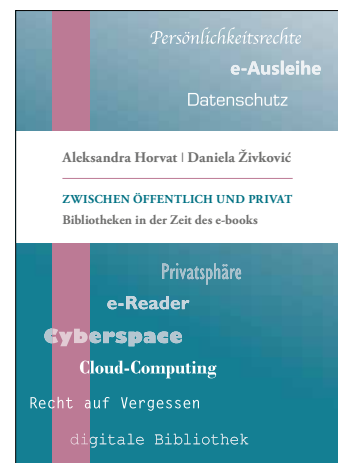 Persönlichkeitsrechte
e-Ausleihe
Datenschutz
Aleksandra Horvat | Daniela Živković
ZWISCHEN ÖFFENTLICH UND PRIVAT
Bibliotheken in der Zeit des e-books
Privatsphäre
e-Reader
Cyberspace
Cloud-Computing
Recht auf Vergessen
digitale Bibliothek